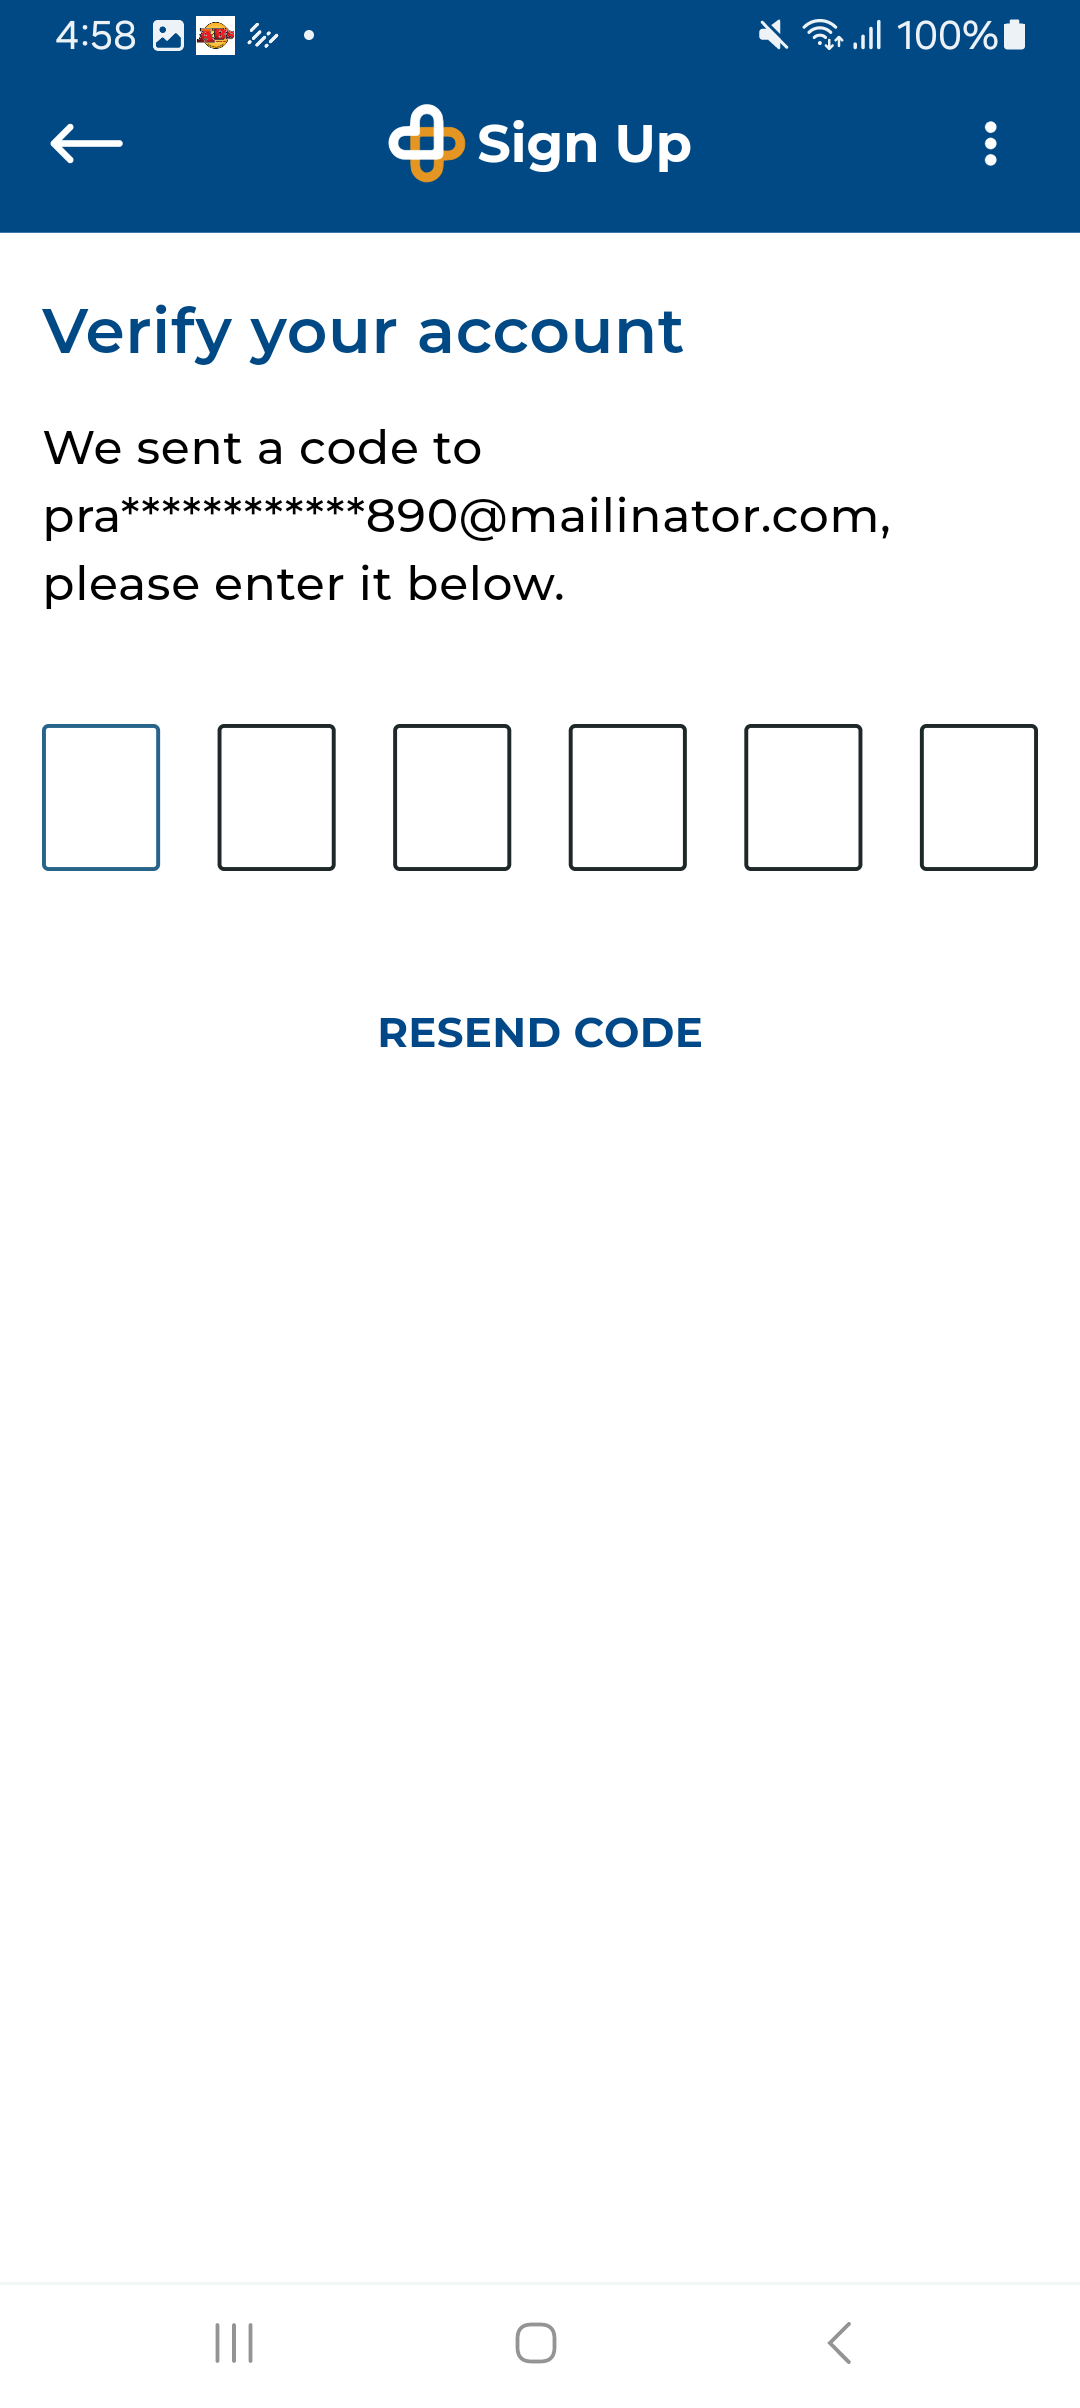 4:58
100%
Sign Up
Verify your account
We sent a code to
pra************890@mailinator.com,
please enter it below.
RESEND CODE